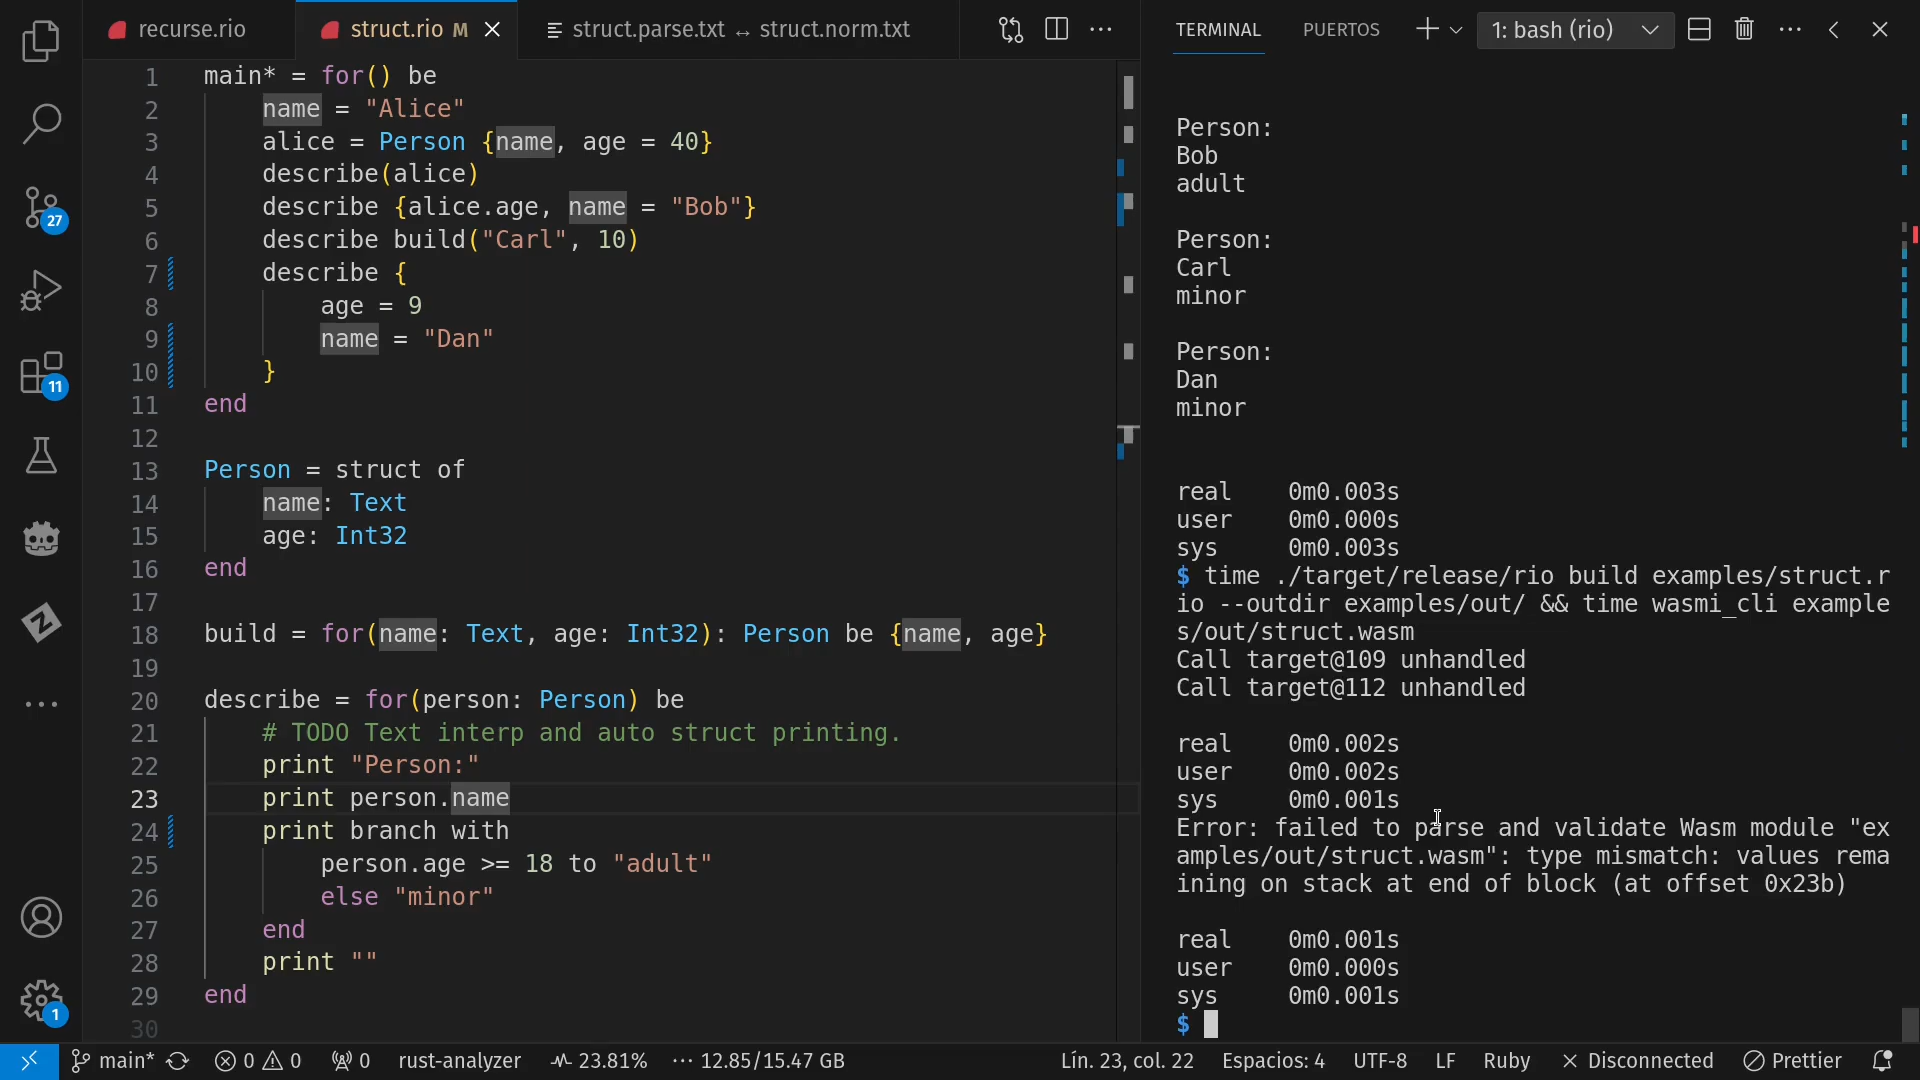 recurse.rio
struct.rio M
struct.parse.txt ↔ struct.norm.txt
TERMINAL
PUERTOS
1: bash (rio)
27
11
1
1 main* = for() be
2 name = "Alice"
3 alice = Person {name, age = 40}
4 describe(alice)
5 describe {alice.age, name = "Bob"}
6 describe build("Carl", 10)
7 describe {
8 age = 9
9 name = "Dan"
10 }
11 end
12
13 Person = struct of
14 name: Text
15 age: Int32
16 end
17
18 build = for(name: Text, age: Int32): Person be {name, age}
19
20 describe = for(person: Person) be
21 # TODO Text interp and auto struct printing.
22 print "Person:"
23 print person.name
24 print branch with
25 person.age >= 18 to "adult"
26 else "minor"
27 end
28 print ""
29 end
30
Person:
Bob
adult
Person:
Carl
minor
Person:
Dan
minor
real 0m0.003s
user 0m0.000s
sys 0m0.003s
$ time ./target/release/rio build examples/struct.r
io --outdir examples/out/ && time wasmi_cli example
s/out/struct.wasm
Call target@109 unhandled
Call target@112 unhandled
real 0m0.002s
user 0m0.002s
sys 0m0.001s
Error: failed to parse and validate Wasm module "ex
amples/out/struct.wasm": type mismatch: values rema
ining on stack at end of block (at offset 0x23b)
real 0m0.001s
user 0m0.000s
sys 0m0.001s
$
main* 0 0 0 rust-analyzer 23.81% ··· 12.85/15.47 GB Lín. 23, col. 22 Espacios: 4 UTF-8 LF Ruby Disconnected Prettier